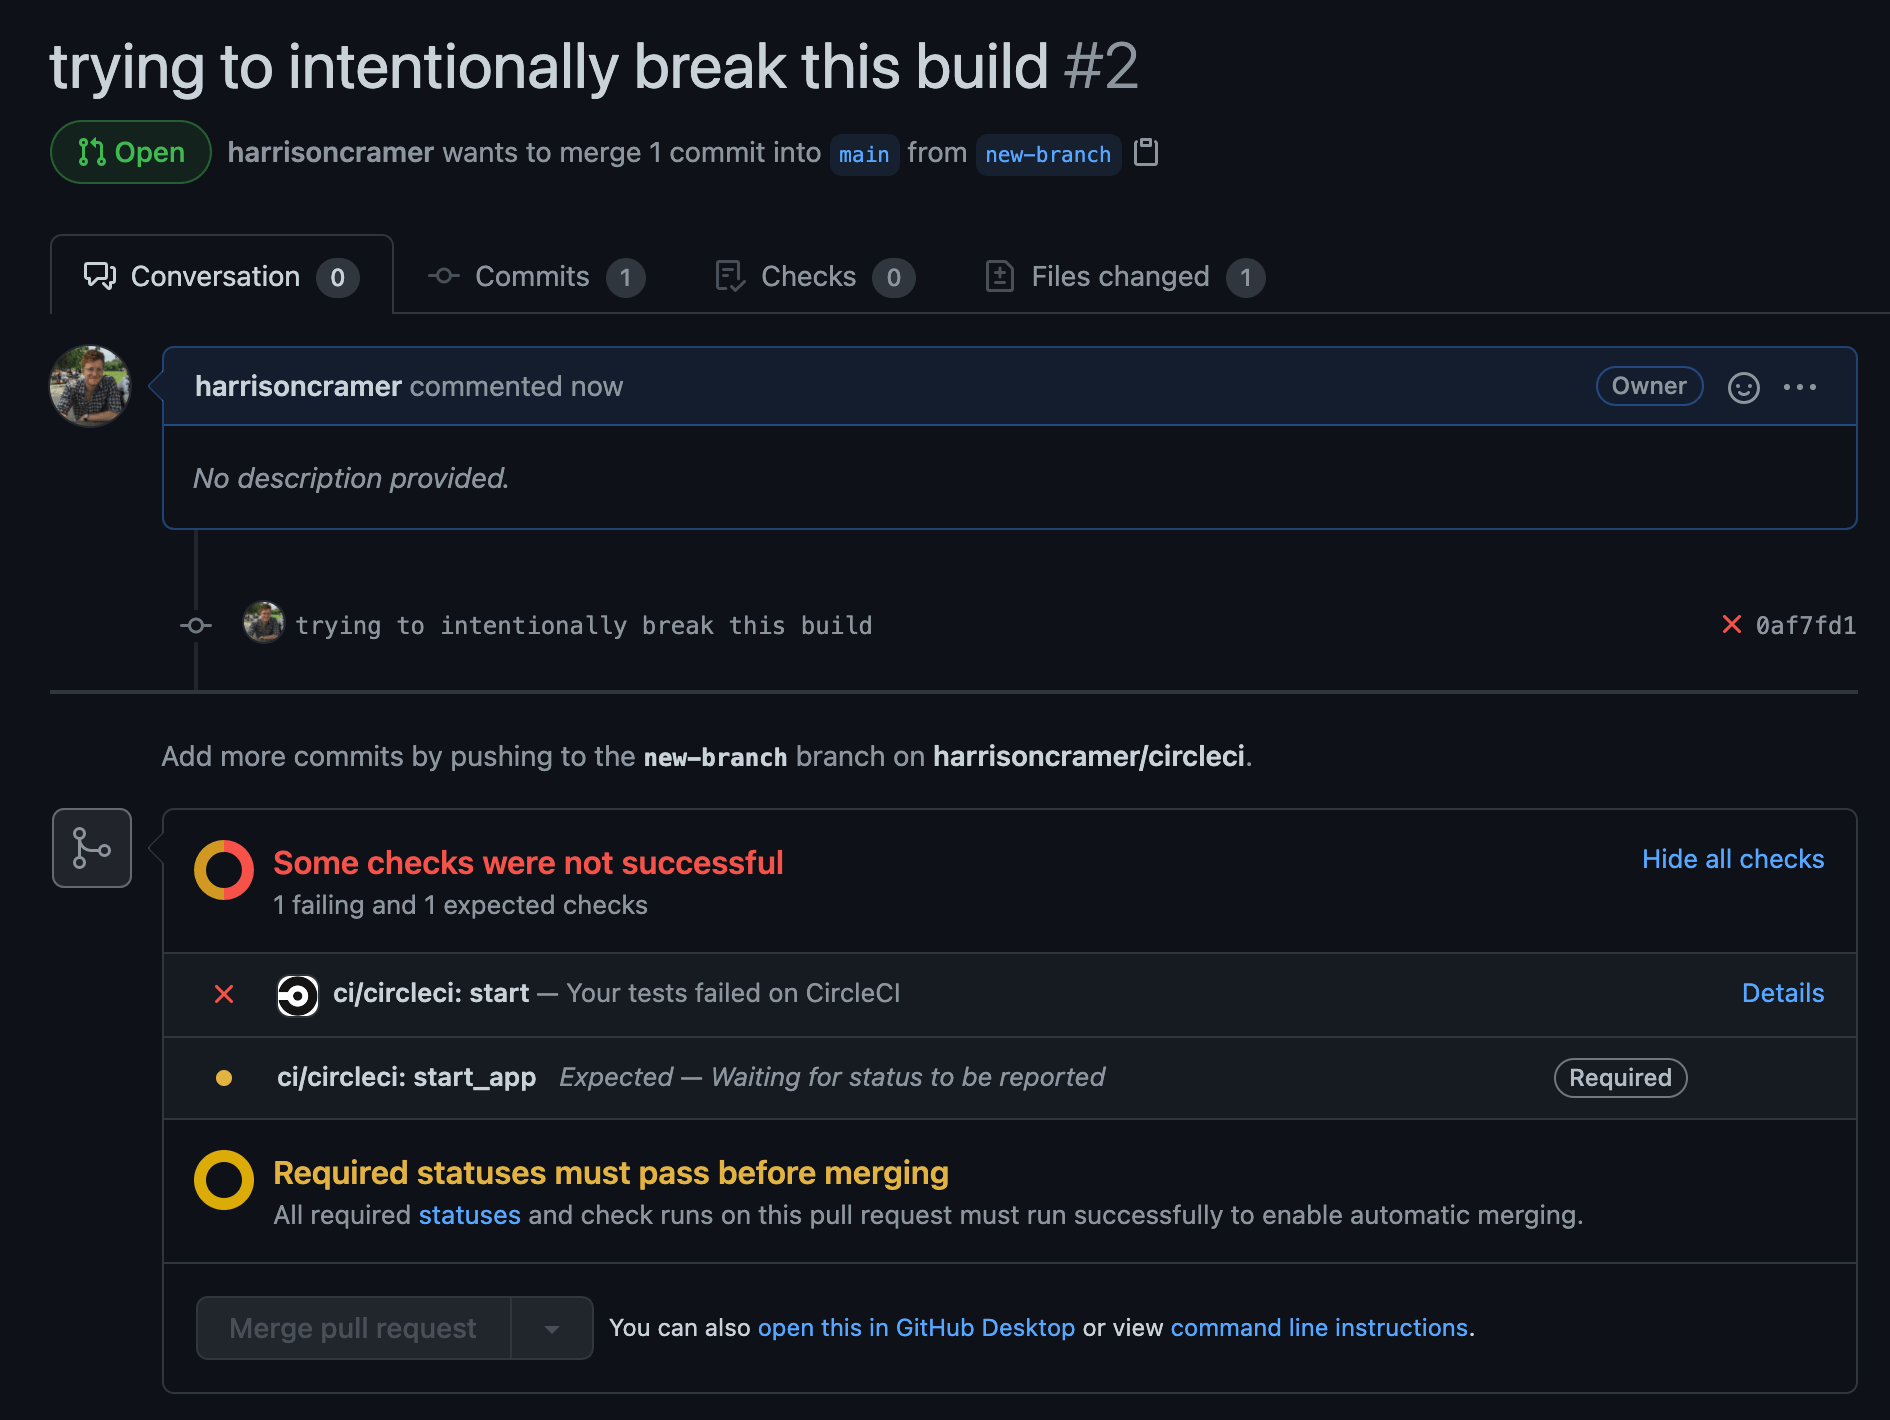 trying to intentionally break this build #2
Open harrisoncramer wants to merge 1 commit into main from new-branch
Conversation 0 Commits 1 Checks 0 Files changed 1
harrisoncramer commented now Owner
No description provided.
trying to intentionally break this build 0af7fd1
Add more commits by pushing to the new-branch branch on harrisoncramer/circleci.
Some checks were not successful Hide all checks
1 failing and 1 expected checks
ci/circleci: start — Your tests failed on CircleCI Details
ci/circleci: start_app Expected — Waiting for status to be reported Required
Required statuses must pass before merging
All required statuses and check runs on this pull request must run successfully to enable automatic merging.
Merge pull request You can also open this in GitHub Desktop or view command line instructions.